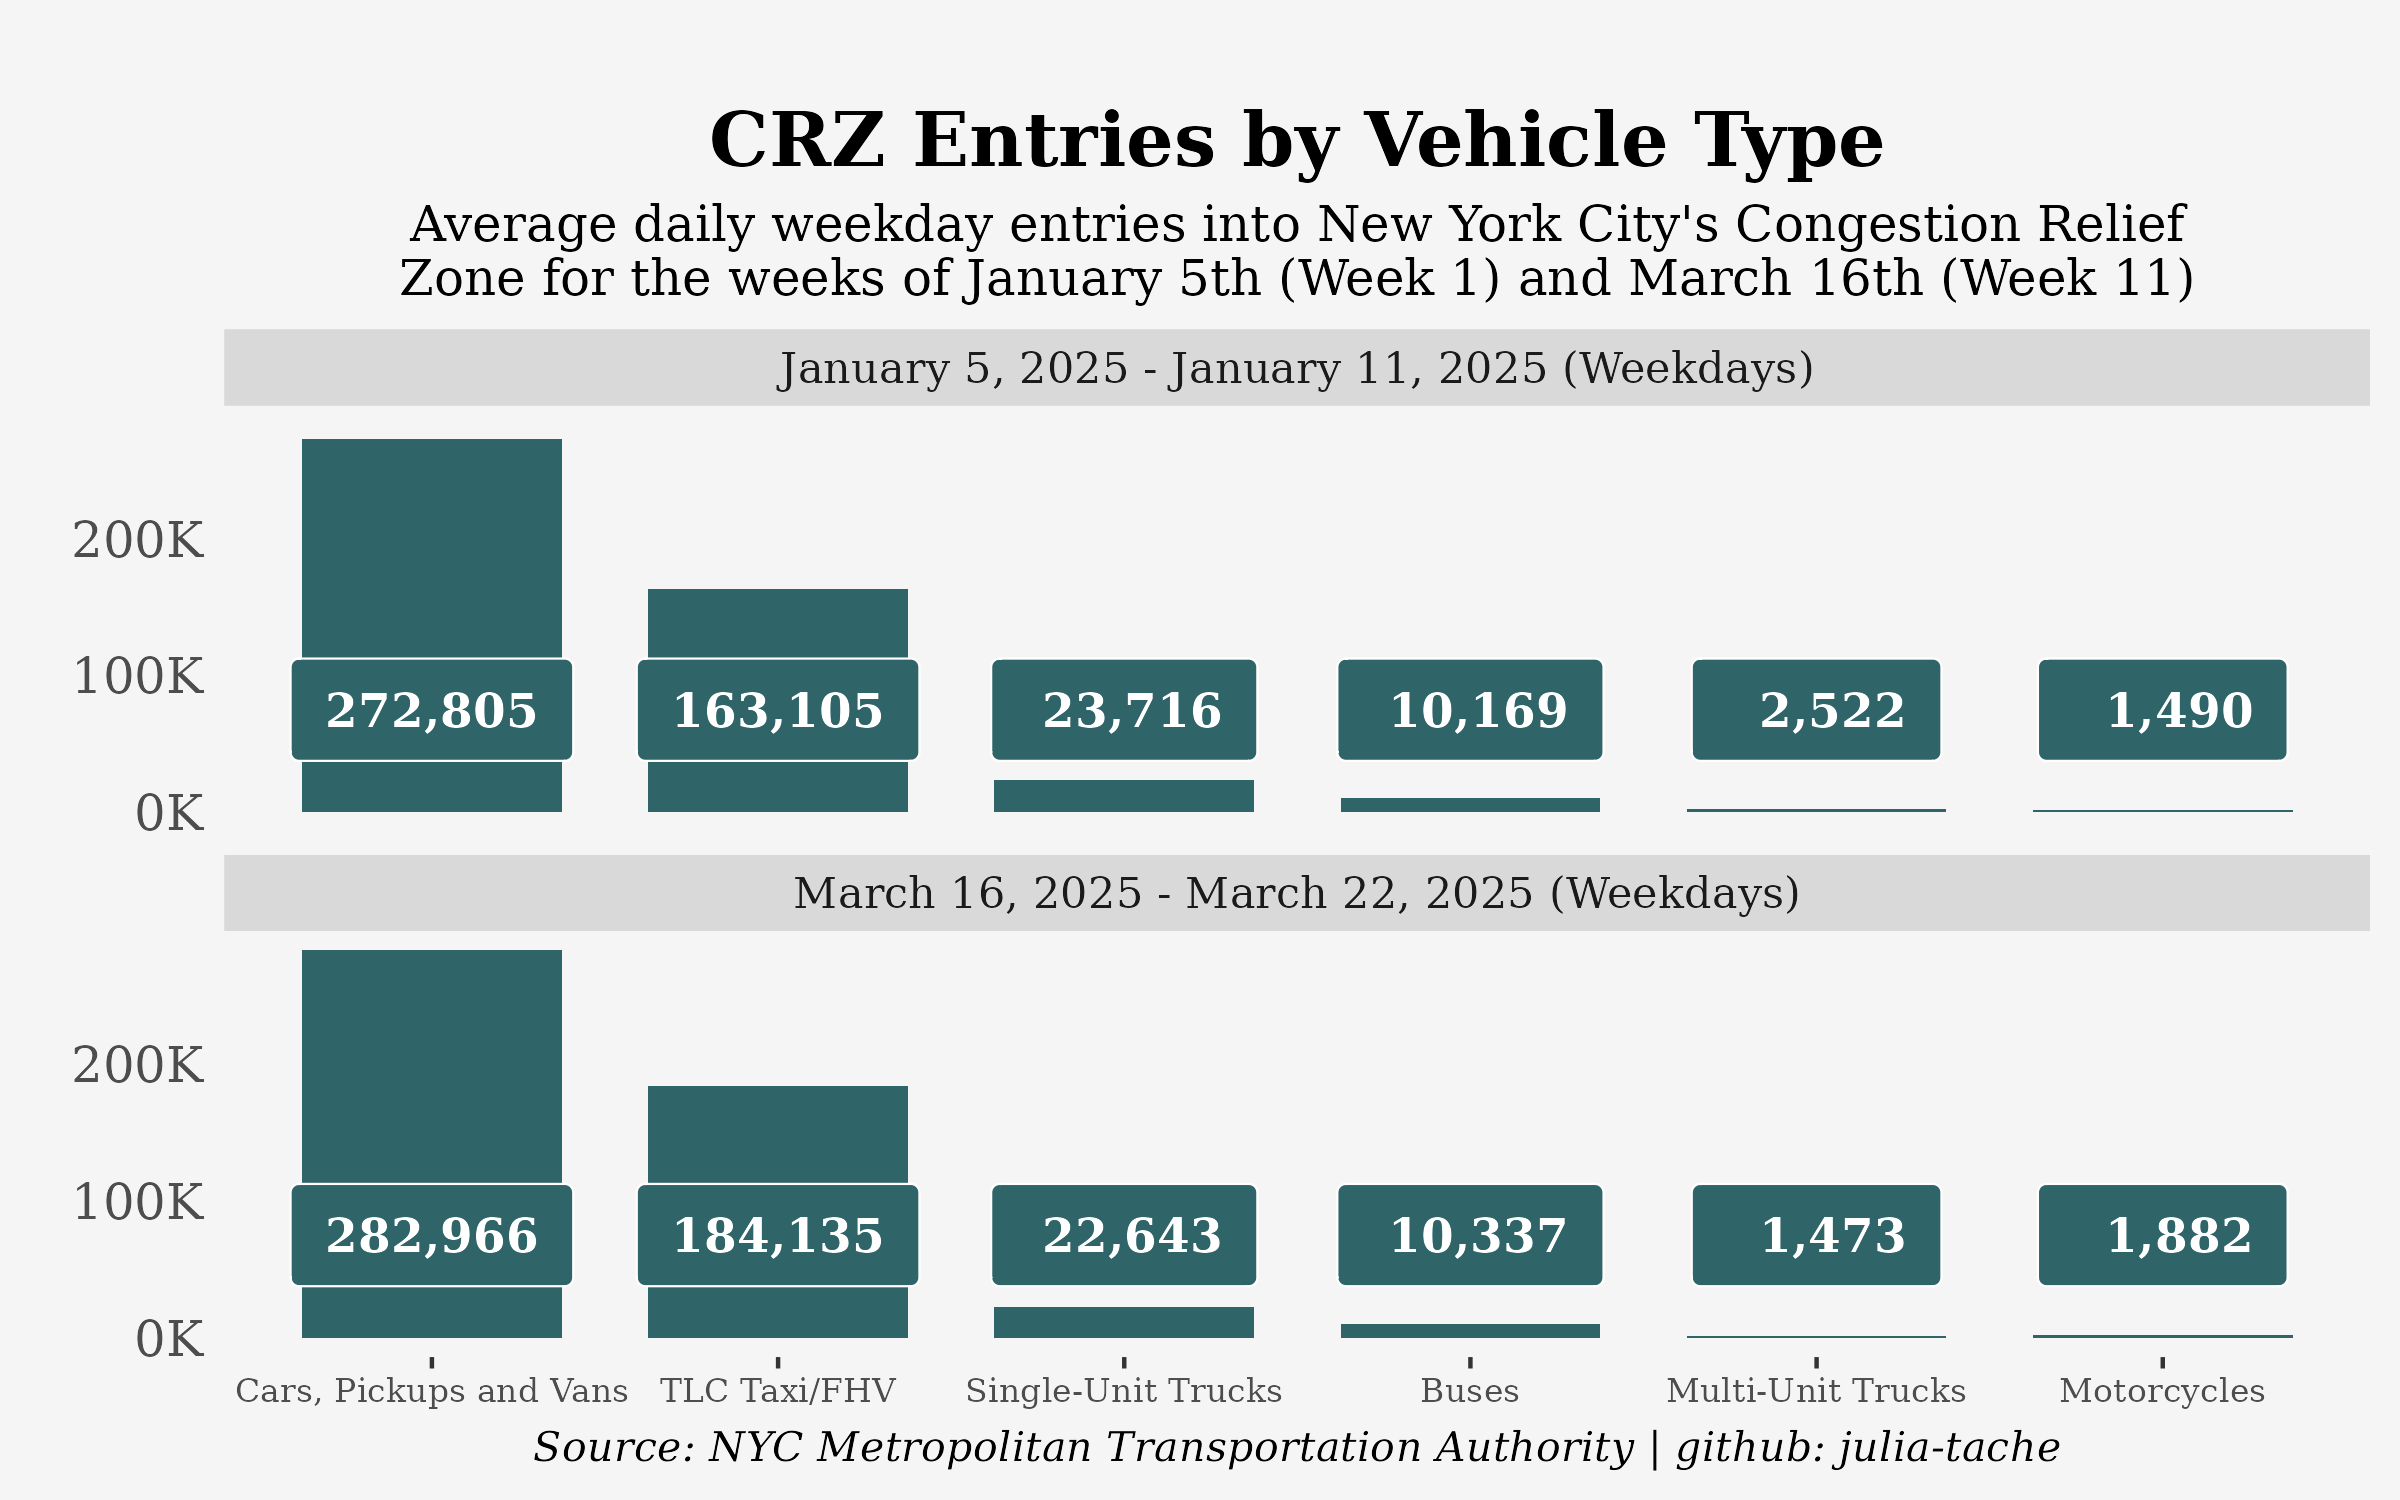 CRZ Entries by Vehicle Type
Average daily weekday entries into New York City's Congestion Relief
Zone for the weeks of January 5th (Week 1) and March 16th (Week 11)
January 5, 2025 - January 11, 2025 (Weekdays)
200K
100K
0K
272,805
163,105
23,716
10,169
2,522
1,490
March 16, 2025 - March 22, 2025 (Weekdays)
200K
100K
0K
282,966
184,135
22,643
10,337
1,473
1,882
Cars, Pickups and Vans
TLC Taxi/FHV
Single-Unit Trucks
Buses
Multi-Unit Trucks
Motorcycles
Source: NYC Metropolitan Transportation Authority | github: julia-tache